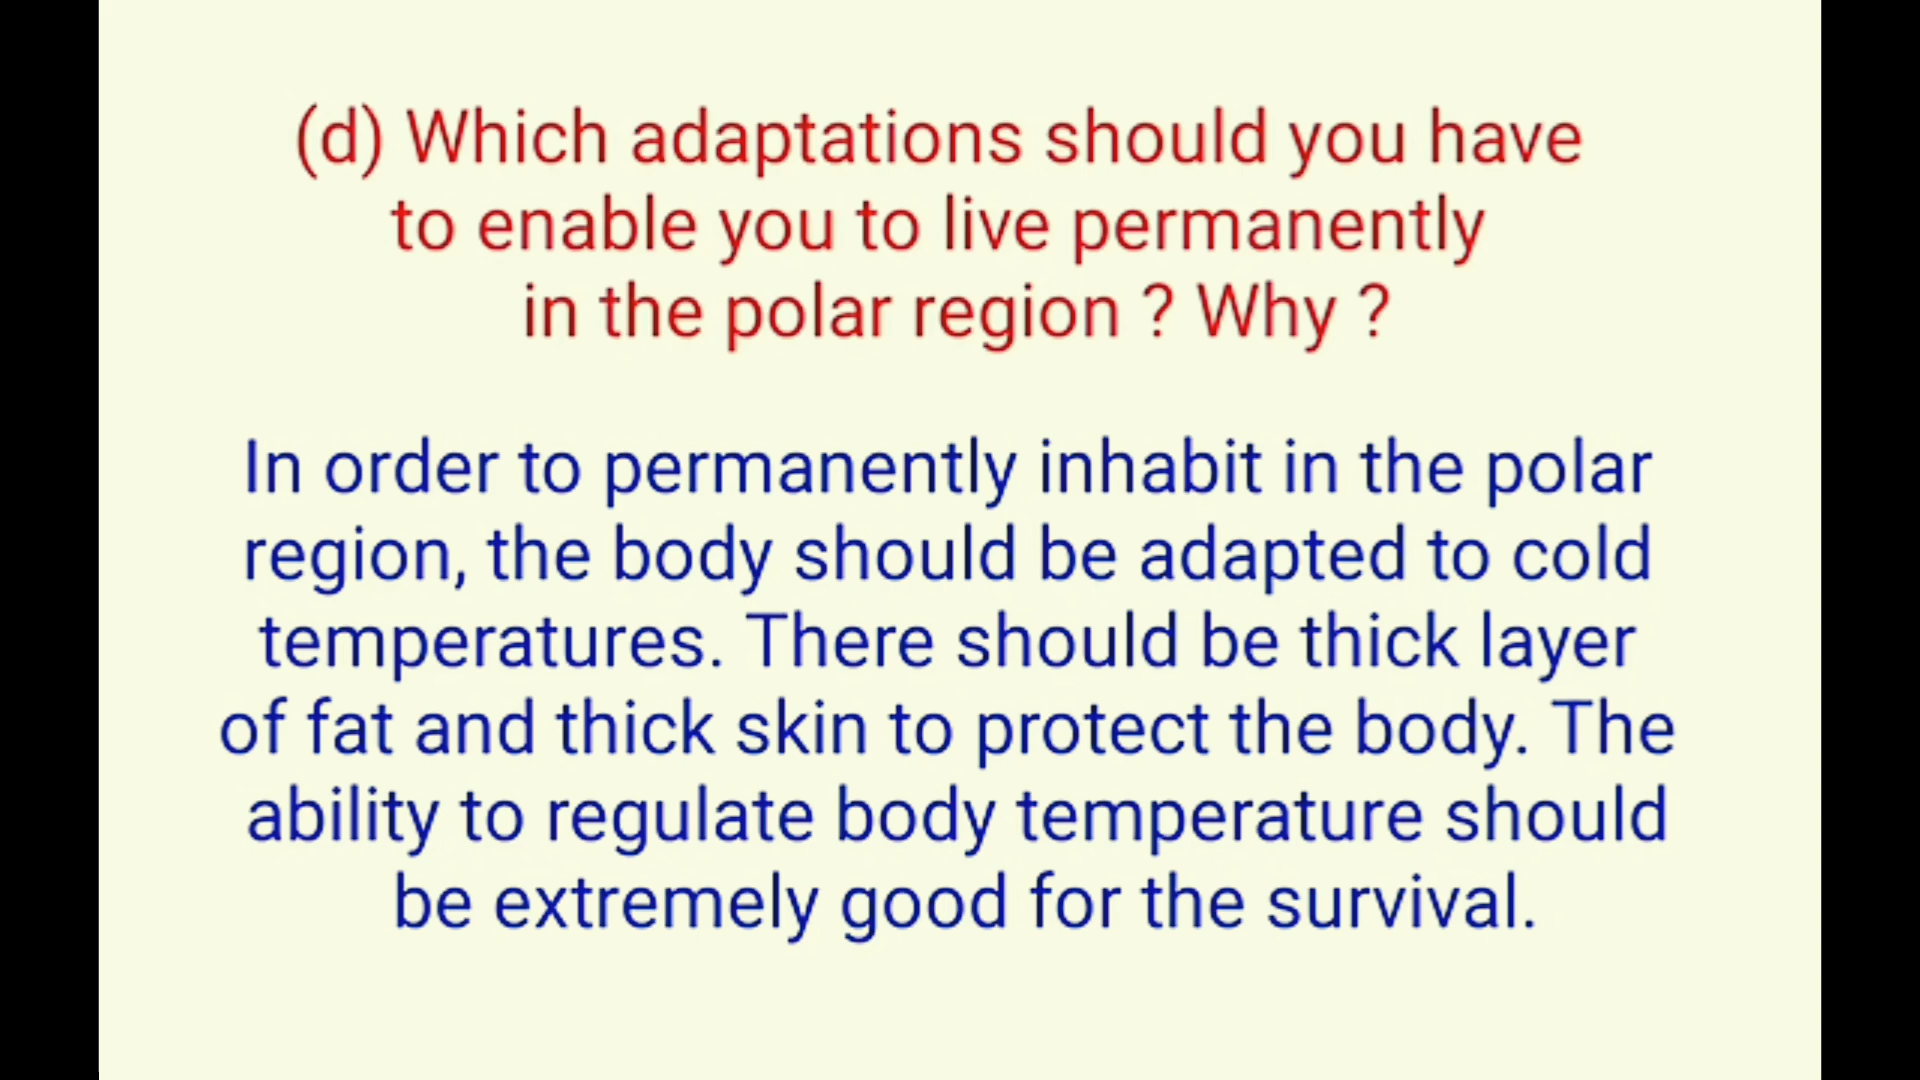 (d) Which adaptations should you have
to enable you to live permanently
in the polar region ? Why ?
In order to permanently inhabit in the polar
region, the body should be adapted to cold
temperatures. There should be thick layer
of fat and thick skin to protect the body. The
ability to regulate body temperature should
be extremely good for the survival.